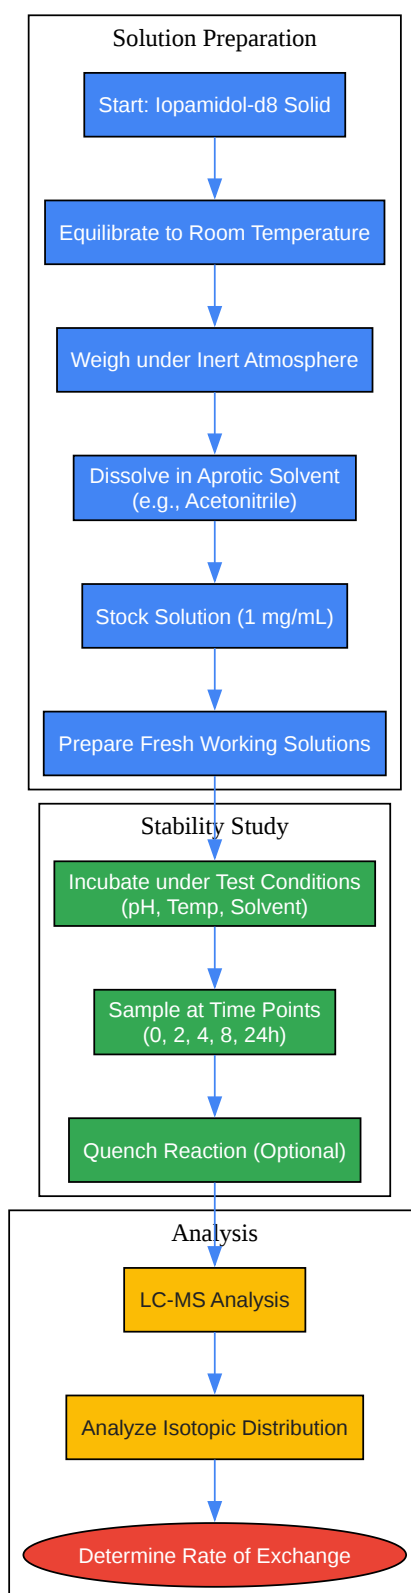 Solution Preparation
Start: Iopamidol-d8 Solid
Equilibrate to Room Temperature
Weigh under Inert Atmosphere
Dissolve in Aprotic Solvent
(e.g., Acetonitrile)
Stock Solution (1 mg/mL)
Prepare Fresh Working Solutions
Stability Study
Incubate under Test Conditions
(pH, Temp, Solvent)
Sample at Time Points
(0, 2, 4, 8, 24h)
Quench Reaction (Optional)
Analysis
LC-MS Analysis
Analyze Isotopic Distribution
Determine Rate of Exchange